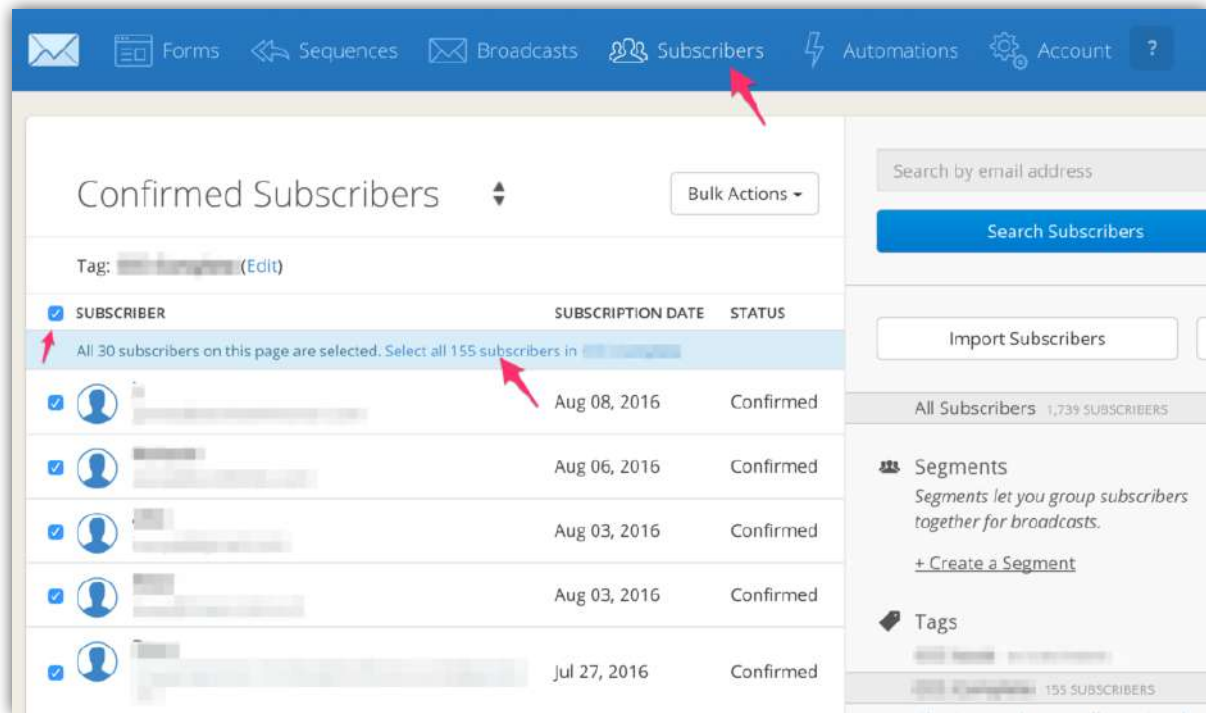 Forms Sequences Broadcasts Subscribers Automations Account ?
Confirmed Subscribers
Bulk Actions
Tag: (Edit)
SUBSCRIBER SUBSCRIPTION DATE STATUS
All 30 subscribers on this page are selected. Select all 155 subscribers in
Aug 08, 2016 Confirmed
Aug 06, 2016 Confirmed
Aug 03, 2016 Confirmed
Aug 03, 2016 Confirmed
Jul 27, 2016 Confirmed
Search by email address
Search Subscribers
Import Subscribers
All Subscribers 1,739 SUBSCRIBERS
Segments
Segments let you group subscribers
together for broadcasts.
+ Create a Segment
Tags
155 SUBSCRIBERS